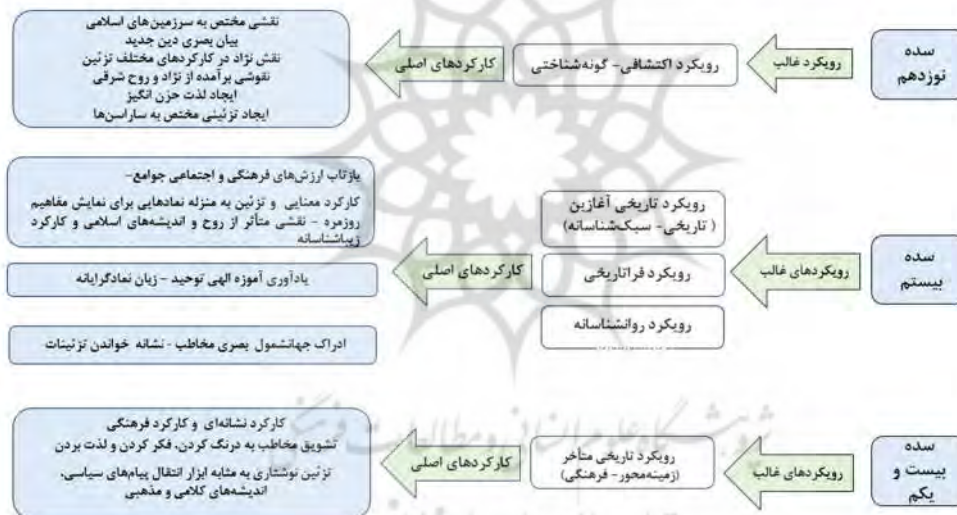 سده
نوزدهم
رویکرد غالب
رویکرد اکتشافی- گونه‌شناختی
کارکردهای اصلی
نقشی مختص به سرزمین‌های اسلامی
بیان بصری دین جدید
نقش نژاد در کارکردهای مختلف تزئین
نقوشی برآمده از نژاد و روح شرقی
ایجاد لذت حزن انگیز
ایجاد تزئینی مختص به ساراسن‌ها
سده
بیستم
رویکردهای غالب
رویکرد تاریخی آغازین
( تاریخی- سبک‌شناسانه)
رویکرد فراتاریخی
رویکرد روانشناسانه
کارکردهای اصلی
بازتاب ارزش‌های فرهنگی و اجتماعی جوامع-
کارکرد معنایی و تزئین به منزله نمادهایی برای نمایش مفاهیم
روزمره - نقشی متأثر از روح و اندیشه‌های اسلامی و کارکرد
زیباشناسانه
یادآوری آموزه الهی توحید - زبان نمادگرایانه
ادراک جهانشمول بصری مخاطب - نشانه خواندن تزئینات
سده
بیست و
یکم
رویکردهای غالب
رویکرد تاریخی متأخر
(زمینه‌محور- فرهنگی)
کارکردهای اصلی
کارکرد نشانه‌ای و کارکرد فرهنگی
تشویق مخاطب به درنگ کردن، فکر کردن و لذت بردن
تزئین نوشتاری به مثابه ابزار انتقال پیام‌های سیاسی،
اندیشه‌های کلامی و مذهبی
پژوهشگاه علوم انسانی و مطالعات فرهنگی